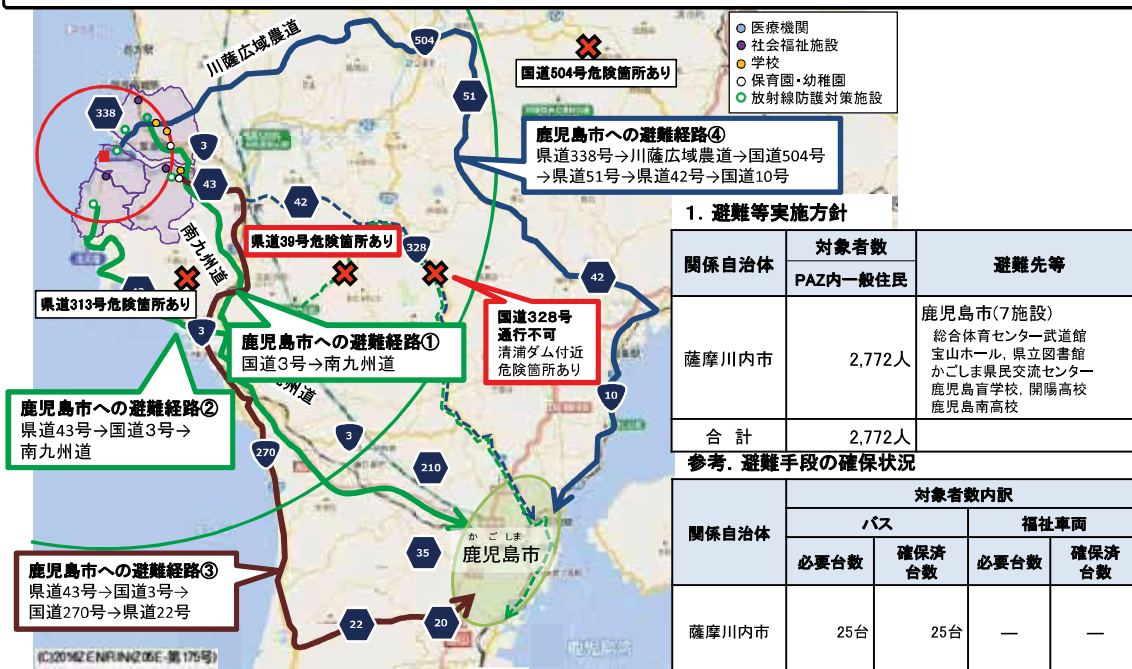 川薩広域農道
504
国道504号危険箇所あり
医療機関
社会福祉施設
学校
保育園・幼稚園
放射線防護対策施設
338
3
51
鹿児島市への避難経路④
県道338号→川薩広域農道→国道504号
→県道51号→県道42号→国道10号
43
42
南九州道
県道39号危険箇所あり
328
42
県道313号危険箇所あり
国道328号
通行不可
清浦ダム付近
危険箇所あり
3
鹿児島市への避難経路①
国道3号→南九州道
鹿児島市への避難経路②
県道43号→国道3号→
南九州道
10
3
270
210
かごしま
鹿児島市
35
鹿児島市への避難経路③
県道43号→国道3号→
国道270号→県道22号
22
20
(C)2016ZENRIN(Z05E-第175号)
1. 避難等実施方針
関係自治体
対象者数
PAZ内一般住民
避難先等
薩摩川内市
2,772人
鹿児島市(7施設)
総合体育センター武道館
宝山ホール, 県立図書館
かごしま県民交流センター
鹿児島盲学校, 開陽高校
鹿児島南高校
合 計
2,772人
参考. 避難手段の確保状況
関係自治体
対象者数内訳
バス
福祉車両
必要台数
確保済
台数
必要台数
確保済
台数
薩摩川内市
25台
25台
―
―